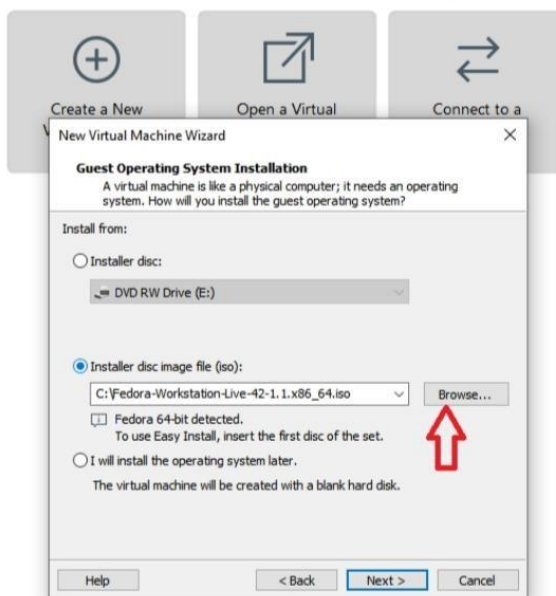 Create a New
Open a Virtual
Connect to a
New Virtual Machine Wizard
Guest Operating System Installation
A virtual machine is like a physical computer; it needs an operating
system. How will you install the guest operating system?
Install from:
Installer disc:
DVD RW Drive (E:)
Installer disc image file (iso):
C:\Fedora-Workstation-Live-42-1.1.x86_64.iso
Browse...
Fedora 64-bit detected.
To use Easy Install, insert the first disc of the set.
I will install the operating system later.
The virtual machine will be created with a blank hard disk.
Help
< Back
Next >
Cancel